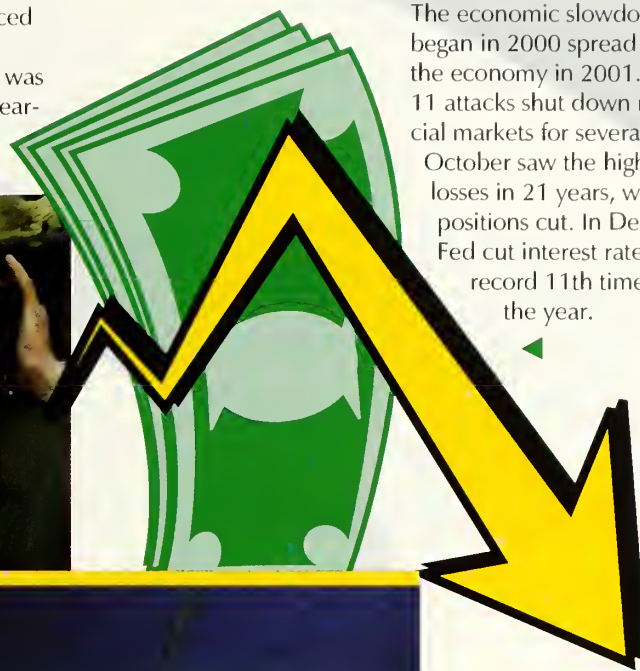 ced
was
ear-
The economic slowdo
began in 2000 spread
the economy in 2001.
11 attacks shut down
cial markets for severa
October saw the high
losses in 21 years, w
positions cut. In De
Fed cut interest rate
record 11th time
the year.